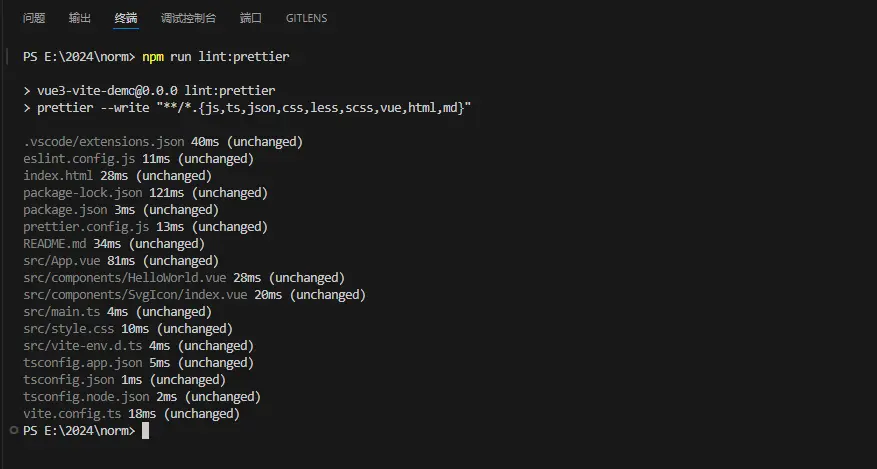 问题 输出 终端 调试控制台 端口 GITLENS
PS E:\2024\norm> npm run lint:prettier
> vue3-vite-demo@0.0.0 lint:prettier
> prettier --write "**/*.{js,ts,json,css,less,scss,vue,html,md}"
.vscode/extensions.json 40ms (unchanged)
eslint.config.js 11ms (unchanged)
index.html 28ms (unchanged)
package-lock.json 121ms (unchanged)
package.json 3ms (unchanged)
prettier.config.js 13ms (unchanged)
README.md 34ms (unchanged)
src/App.vue 81ms (unchanged)
src/components/HelloWorld.vue 28ms (unchanged)
src/components/SvgIcon/index.vue 20ms (unchanged)
src/main.ts 4ms (unchanged)
src/style.css 10ms (unchanged)
src/vite-env.d.ts 4ms (unchanged)
tsconfig.app.json 5ms (unchanged)
tsconfig.json 1ms (unchanged)
tsconfig.node.json 2ms (unchanged)
vite.config.ts 18ms (unchanged)
PS E:\2024\norm>